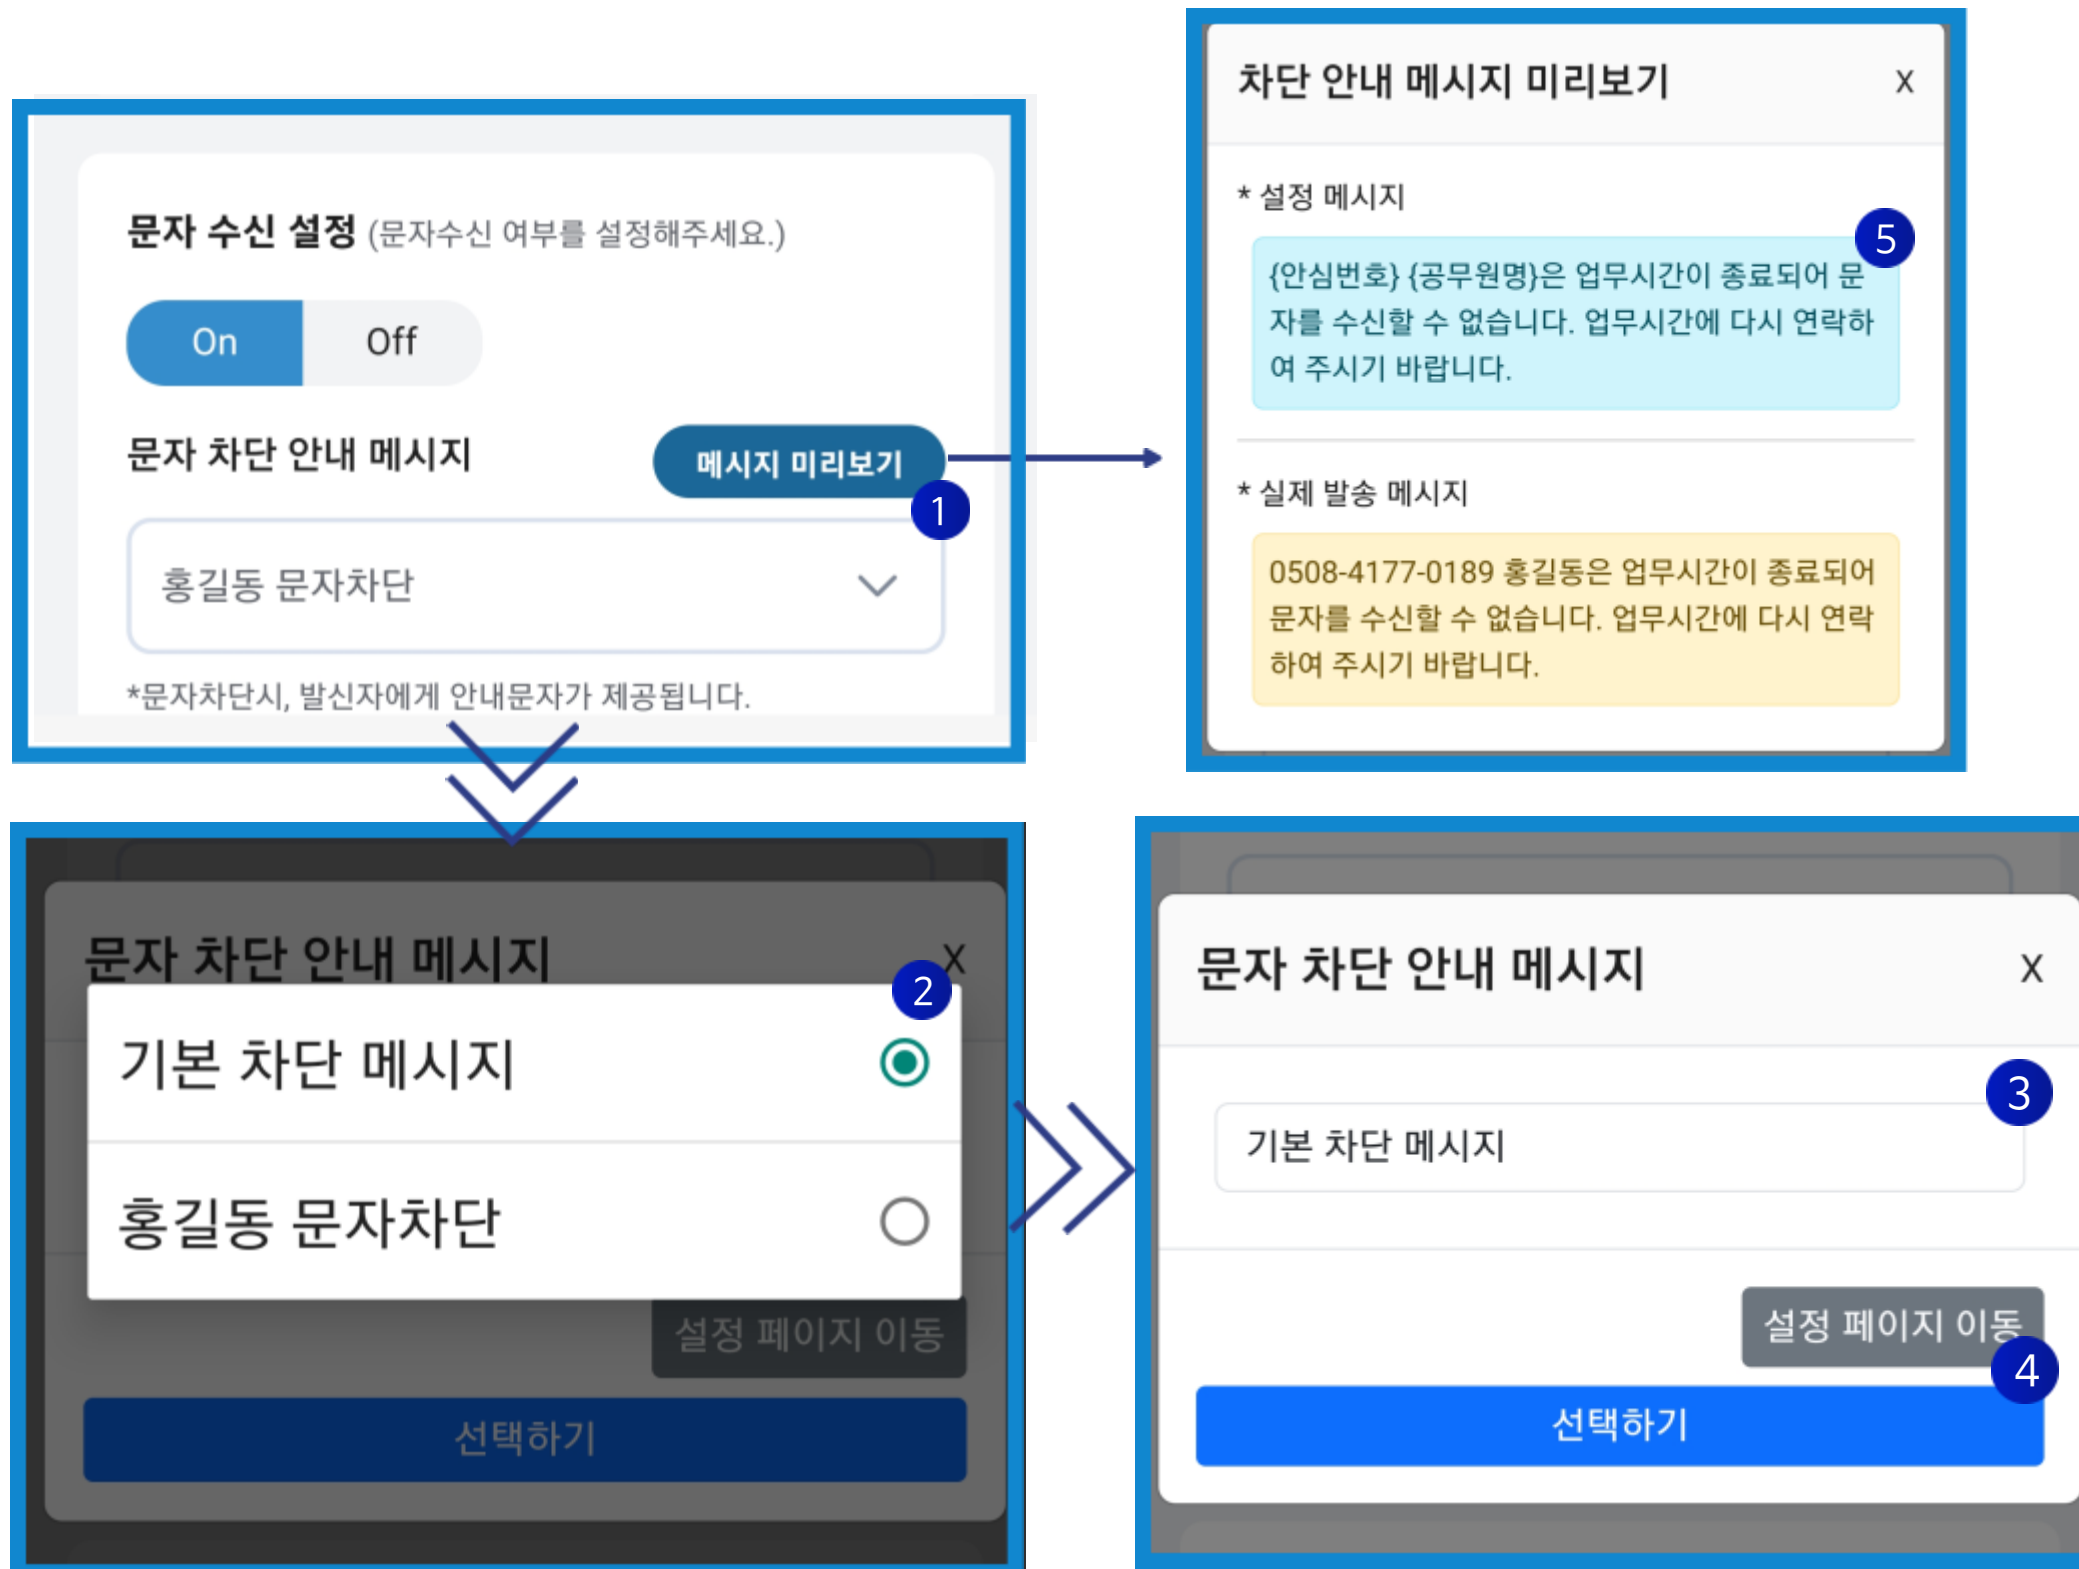 문자 수신 설정 (문자수신 여부를 설정해주세요.)
On Off
문자 차단 안내 메시지 메시지 미리보기
1
홍길동 문자차단
*문자차단시, 발신자에게 안내문자가 제공됩니다.
차단 안내 메시지 미리보기 X
* 설정 메시지
5
{안심번호} {공무원명}은 업무시간이 종료되어 문
자를 수신할 수 없습니다. 업무시간에 다시 연락하
여 주시기 바랍니다.
* 실제 발송 메시지
0508-4177-0189 홍길동은 업무시간이 종료되어
문자를 수신할 수 없습니다. 업무시간에 다시 연락
하여 주시기 바랍니다.
문자 차단 안내 메시지 X
2
기본 차단 메시지
홍길동 문자차단
설정 페이지 이동
선택하기
문자 차단 안내 메시지 X
3
기본 차단 메시지
설정 페이지 이동
4
선택하기